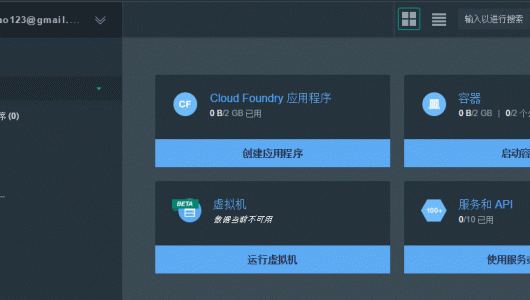 ao123@gmail....
输入以进行搜索
序 (0)
CF
Cloud Foundry 应用程序
0 B/2 GB 已用
创建应用程序
容器
0 B/2 GB | 0/2 个
启动容
BETA
虚拟机
数据当前不可用
运行虚拟机
100+
服务和 API
0/10 已用
使用服务